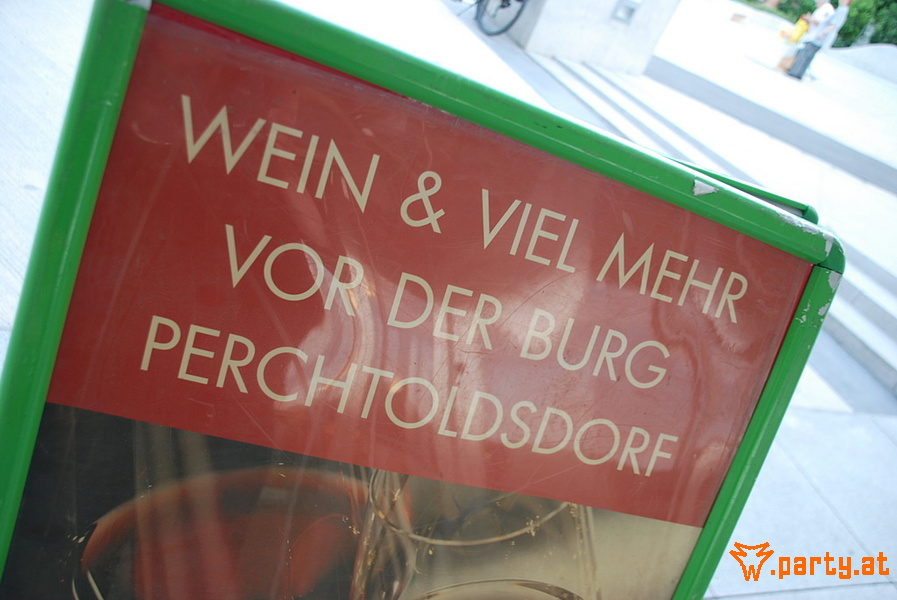 WEIN & VIEL MEHR
VOR DER BURG
PERCHTOLDSDORF
W.party.at